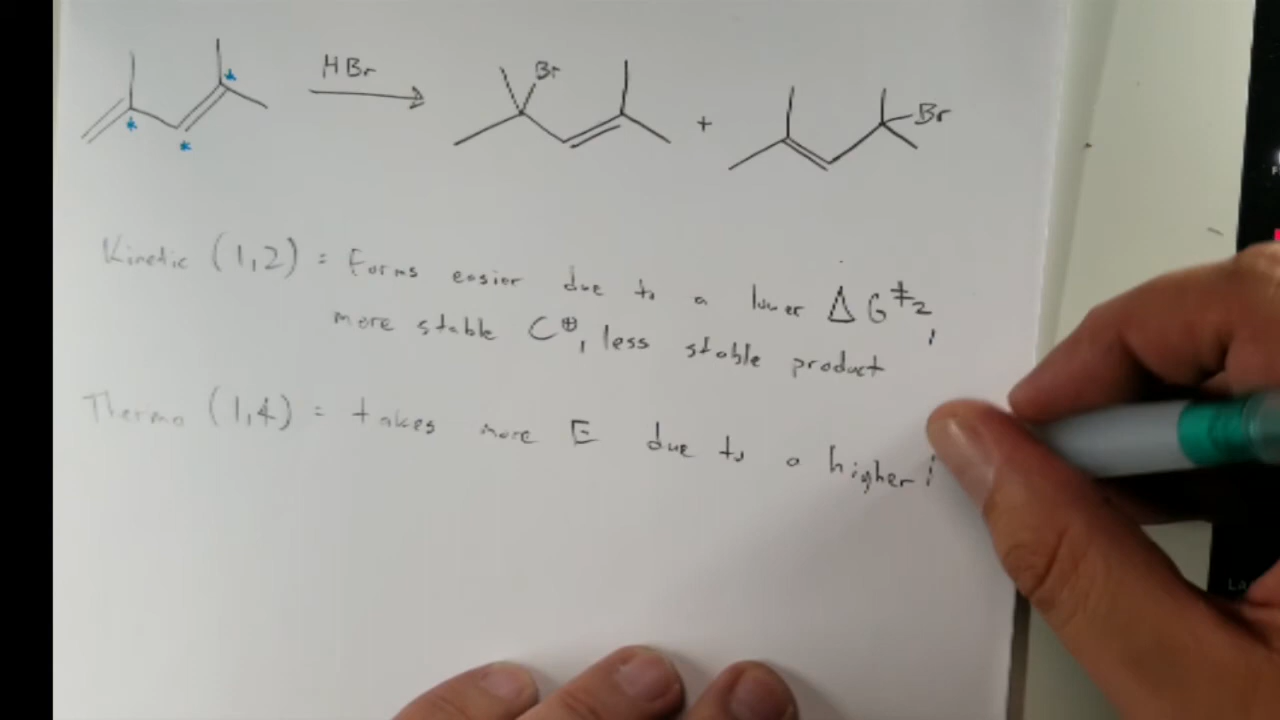 HBr
Br
+
Br
Kinetic (1,2) = forms easier due to a lower ΔG‡2,
more stable C⊕, less stable product
Thermo (1,4) = takes more E due to a higher